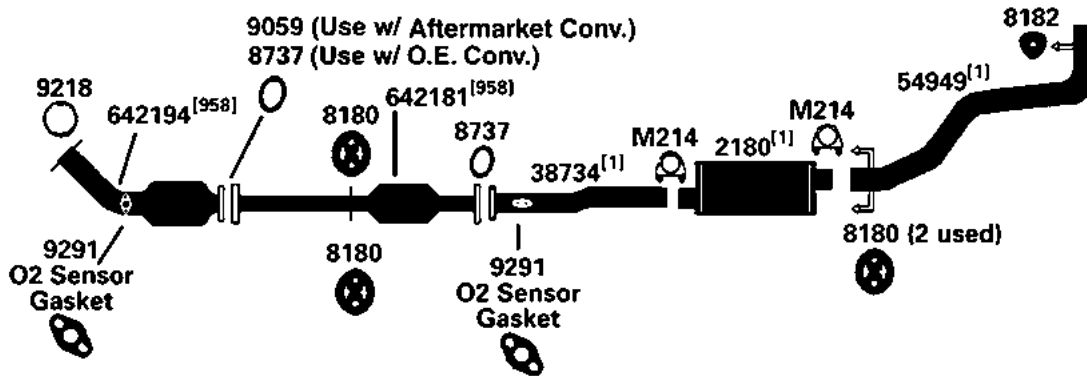 9059 (Use w/ Aftermarket Conv.)
8737 (Use w/ O.E. Conv.)
8182
9218
642194[958]
8180
642181[958]
8737
M214
38734[1]
2180[1]
M214
54949[1]
9291
O2 Sensor
Gasket
8180
9291
O2 Sensor
Gasket
8180 (2 used)